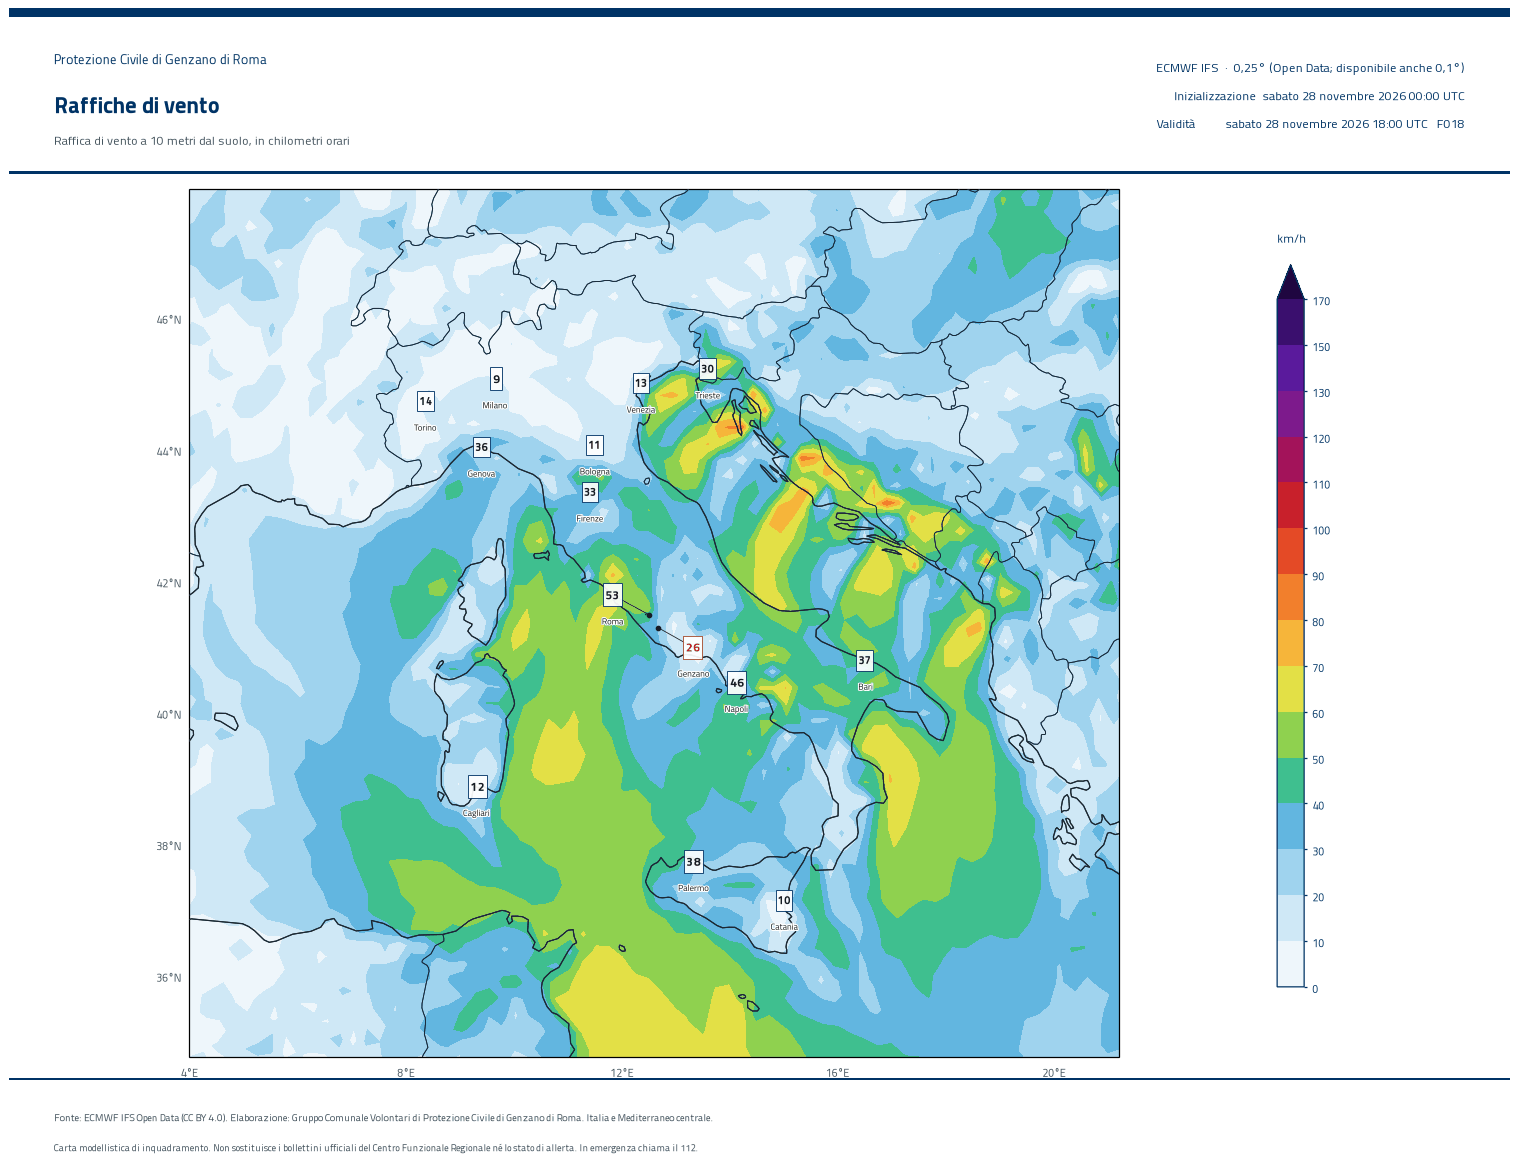 Protezione Civile di Genzano di Roma
Raffiche di vento
Raffica di vento a 10 metri dal suolo, in chilometri orari
ECMWF IFS · 0,25° (Open Data; disponibile anche 0,1°)
Inizializzazione sabato 28 novembre 2026 00:00 UTC
Validità sabato 28 novembre 2026 18:00 UTC F018
km/h
170
150
130
120
110
100
90
80
70
60
50
40
30
20
10
0
46°N
44°N
42°N
40°N
38°N
36°N
4°E
8°E
12°E
16°E
20°E
30
Trieste
13
Venezia
9
Milano
14
Torino
36
Genova
11
Bologna
33
Firenze
53
Roma
26
Genzano
46
Napoli
37
Bari
12
Cagliari
38
Palermo
10
Catania
Fonte: ECMWF IFS Open Data (CC BY 4.0). Elaborazione: Gruppo Comunale Volontari di Protezione Civile di Genzano di Roma. Italia e Mediterraneo centrale.
Carta modellistica di inquadramento. Non sostituisce i bollettini ufficiali del Centro Funzionale Regionale né lo stato di allerta. In emergenza chiama il 112.